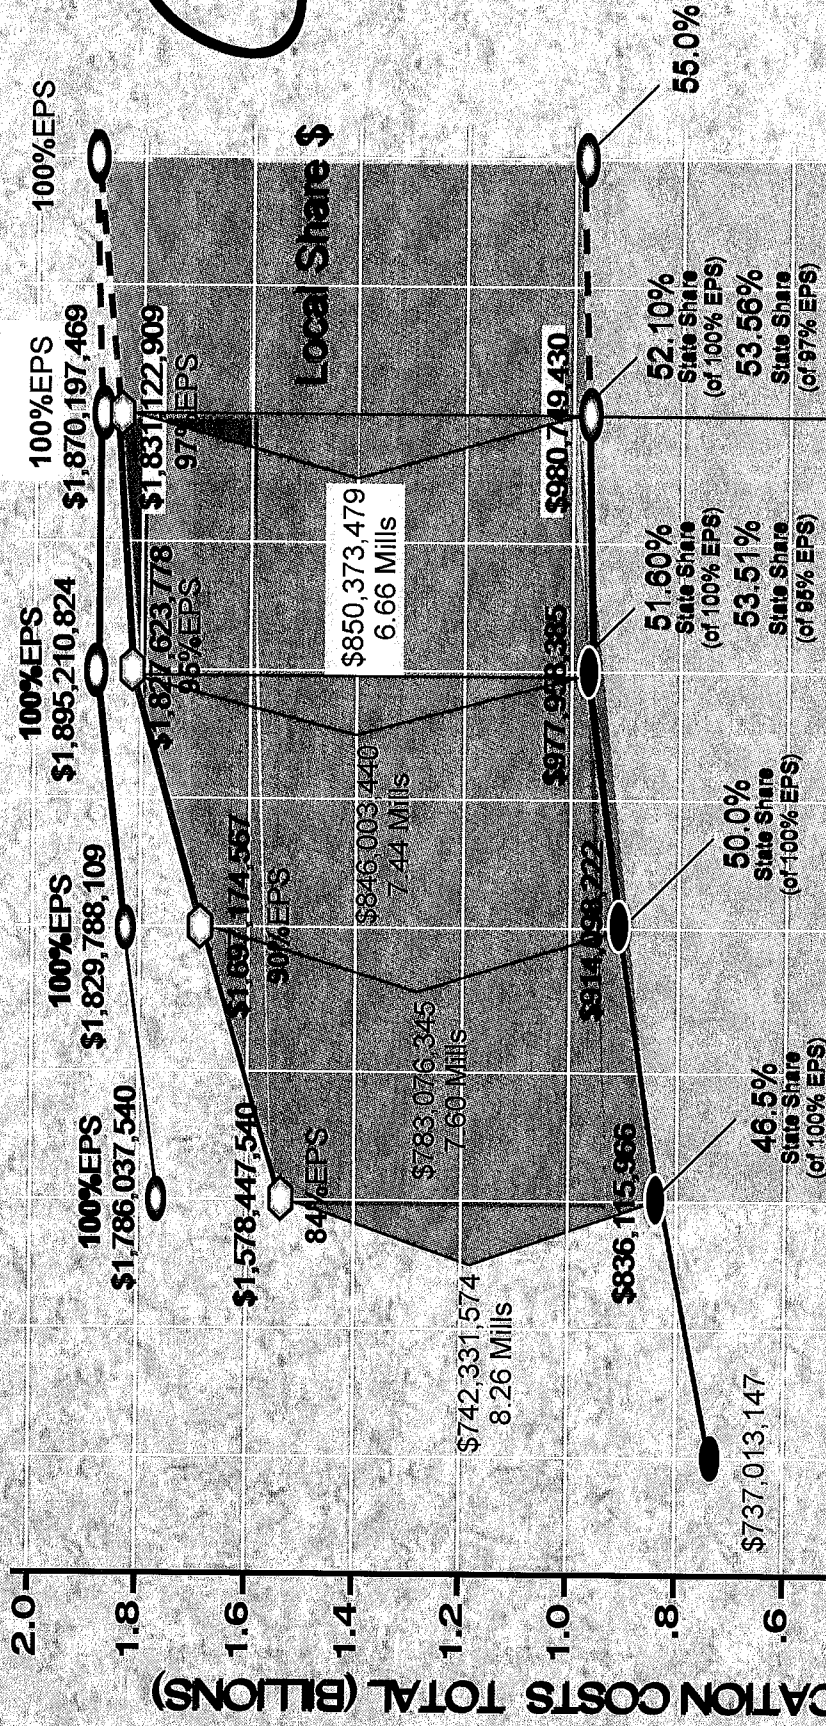 CATION COSTS TOTAL (BILLIONS)
2.0
1.8
1.6
1.4
1.2
1.0
.8
.6
$737,013,147
100%EPS
$1,786,037,540
$1,578,447,540
84%EPS
$742,331,574
8.26 Mills
$836,115,966
46.5%
State Share
(of 100% EPS)
100%EPS
$1,829,788,109
$1,697,174,567
90%EPS
$783,076,345
7.60 Mills
$914,098,222
50.0%
State Share
(of 100% EPS)
100%EPS
$1,895,210,824
$1,827,623,778
96%EPS
$846,003,440
7.44 Mills
51.60%
State Share
(of 100% EPS)
53.51%
State Share
(of 96% EPS)
100%EPS
$1,870,197,469
$1,831,122,909
97%EPS
$850,373,479
6.66 Mills
$980,749,430
52.10%
State Share
(of 100% EPS)
53.56%
State Share
(of 97% EPS)
100%EPS
Local Share $
55.0%